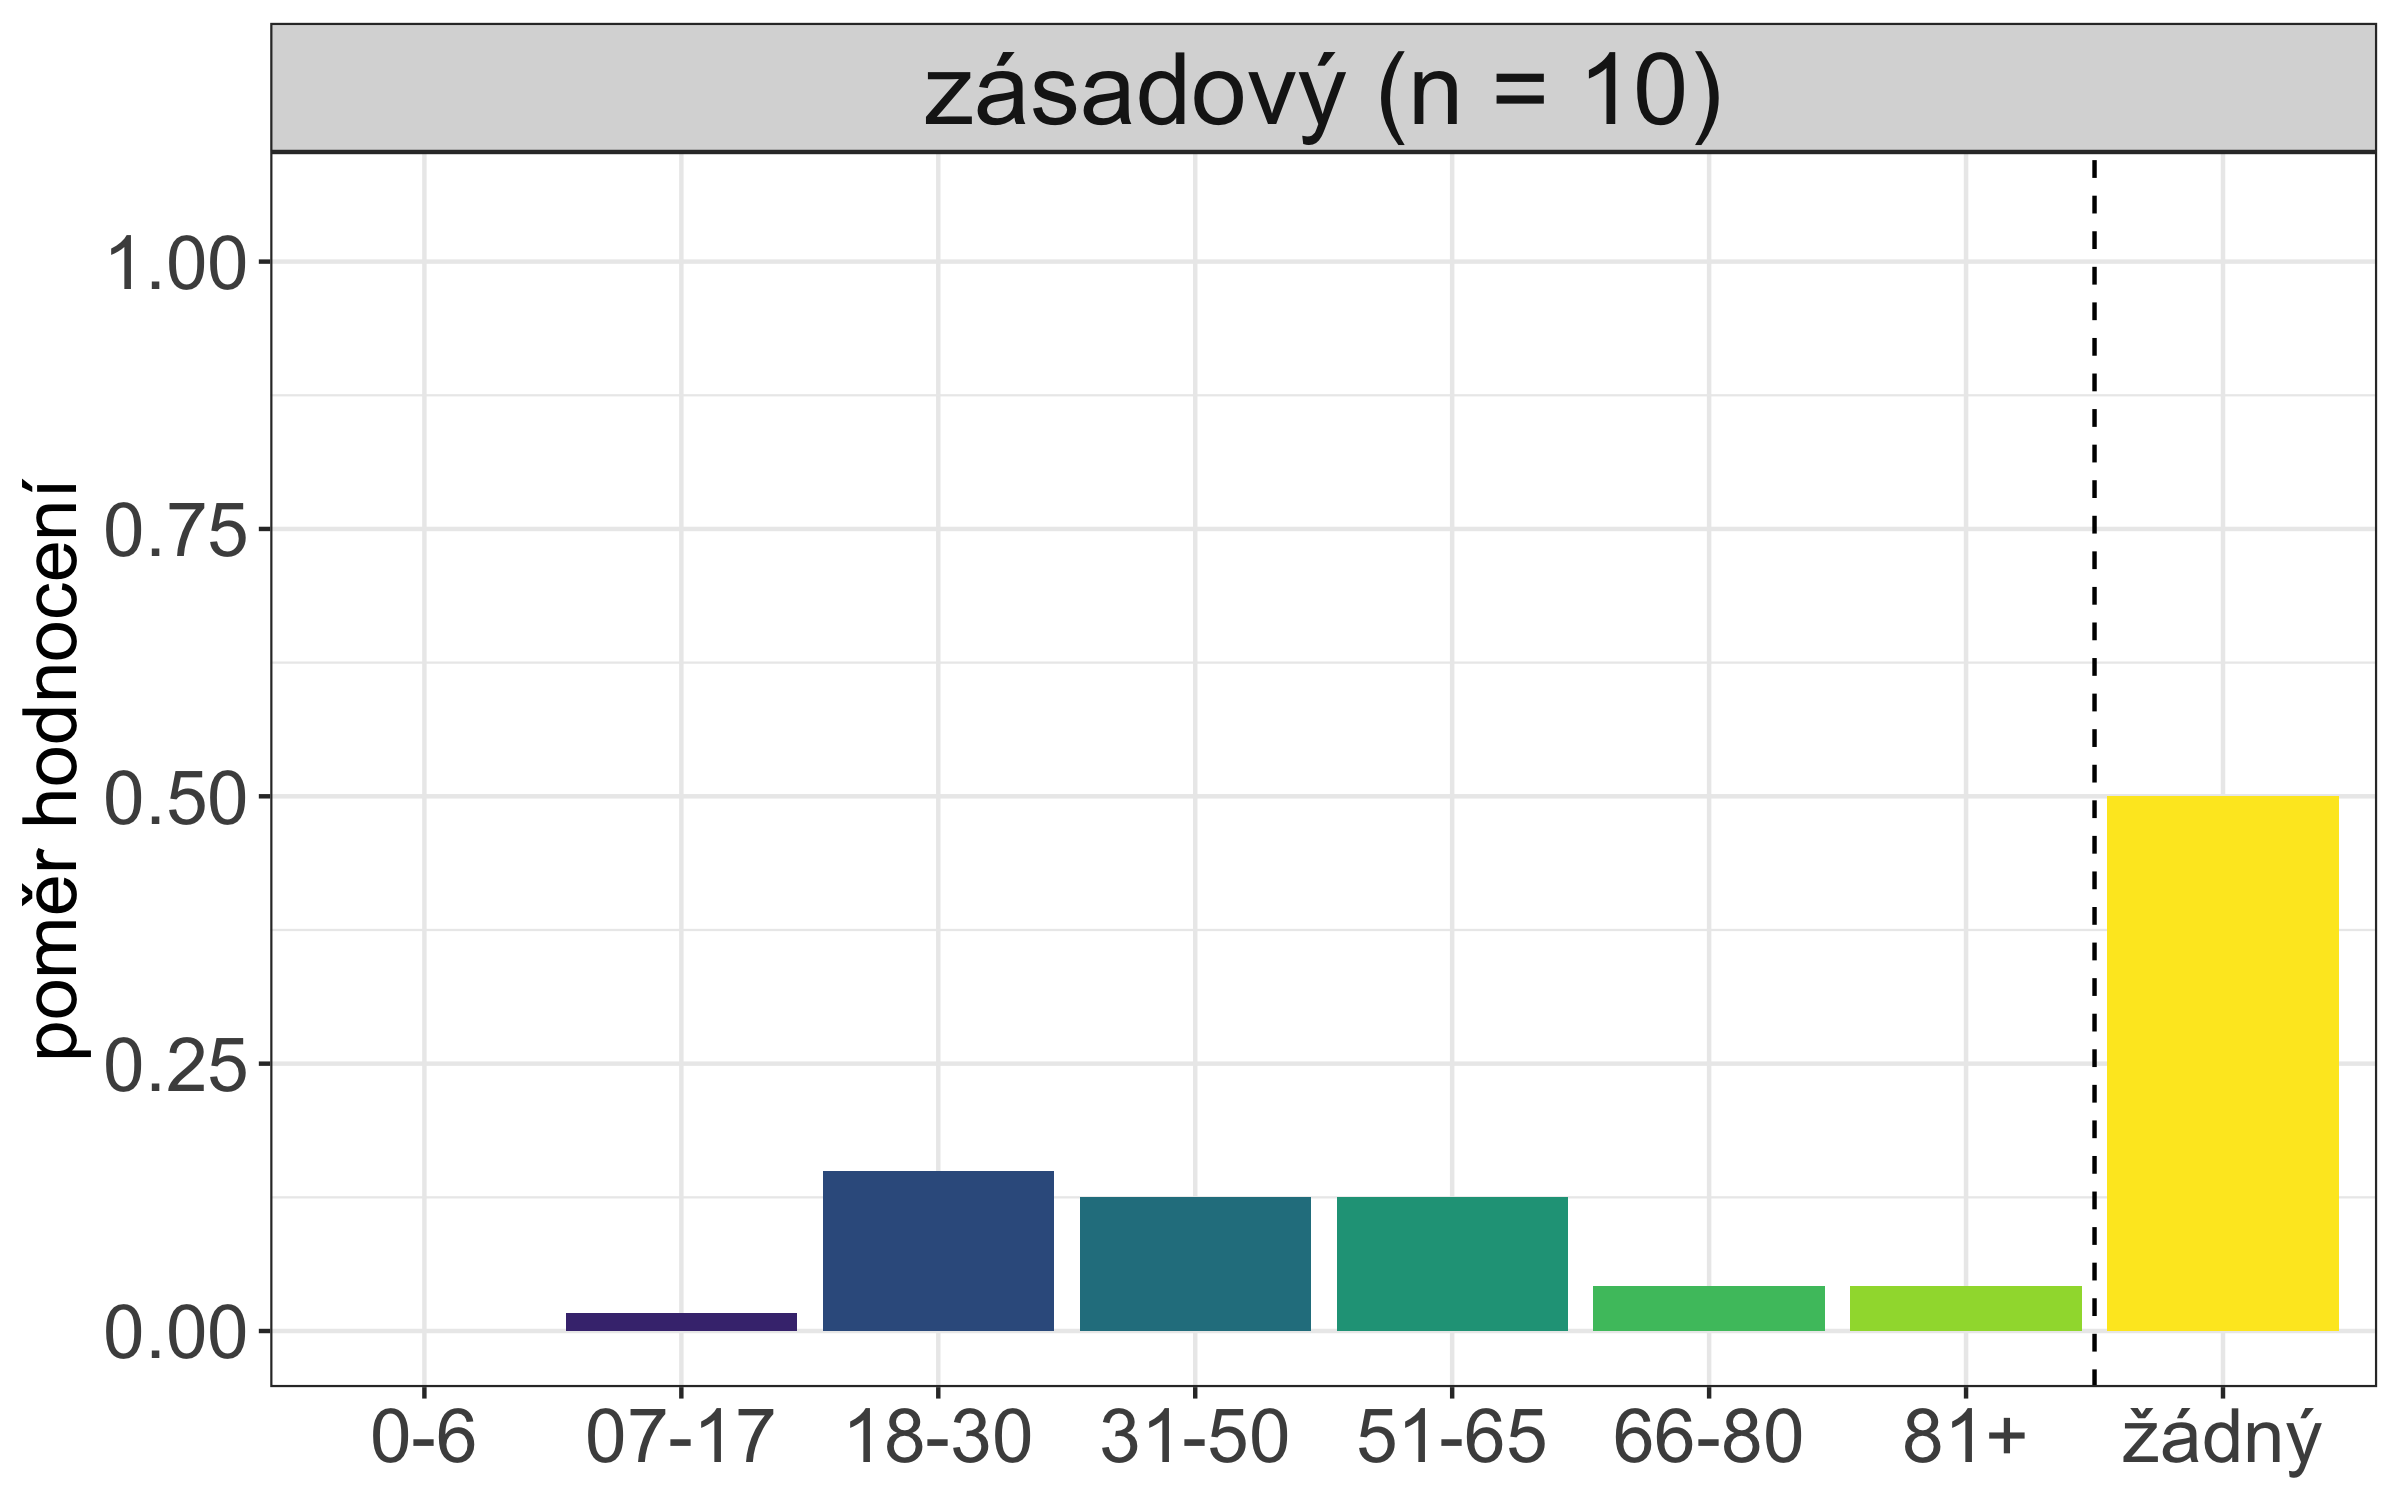 zásadový (n = 10)
poměr hodnocení
1.00
0.75
0.50
0.25
0.00
0-6 07-17 18-30 31-50 51-65 66-80 81+ žádný